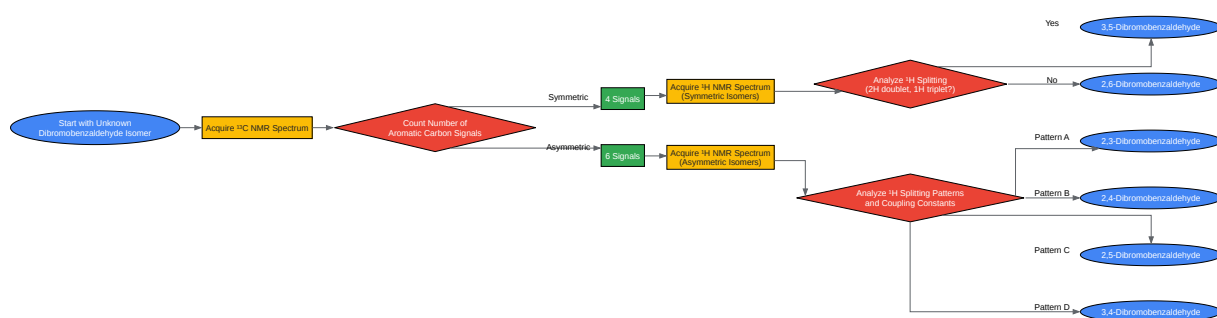 Start with Unknown
Dibromobenzaldehyde Isomer
Acquire ¹³C NMR Spectrum
Count Number of
Aromatic Carbon Signals
Symmetric
4 Signals
Acquire ¹H NMR Spectrum
(Symmetric Isomers)
Analyze ¹H Splitting
(2H doublet, 1H triplet?)
Yes
3,5-Dibromobenzaldehyde
No
2,6-Dibromobenzaldehyde
Asymmetric
6 Signals
Acquire ¹H NMR Spectrum
(Asymmetric Isomers)
Analyze ¹H Splitting Patterns
and Coupling Constants
Pattern A
2,3-Dibromobenzaldehyde
Pattern B
2,4-Dibromobenzaldehyde
Pattern C
2,5-Dibromobenzaldehyde
Pattern D
3,4-Dibromobenzaldehyde